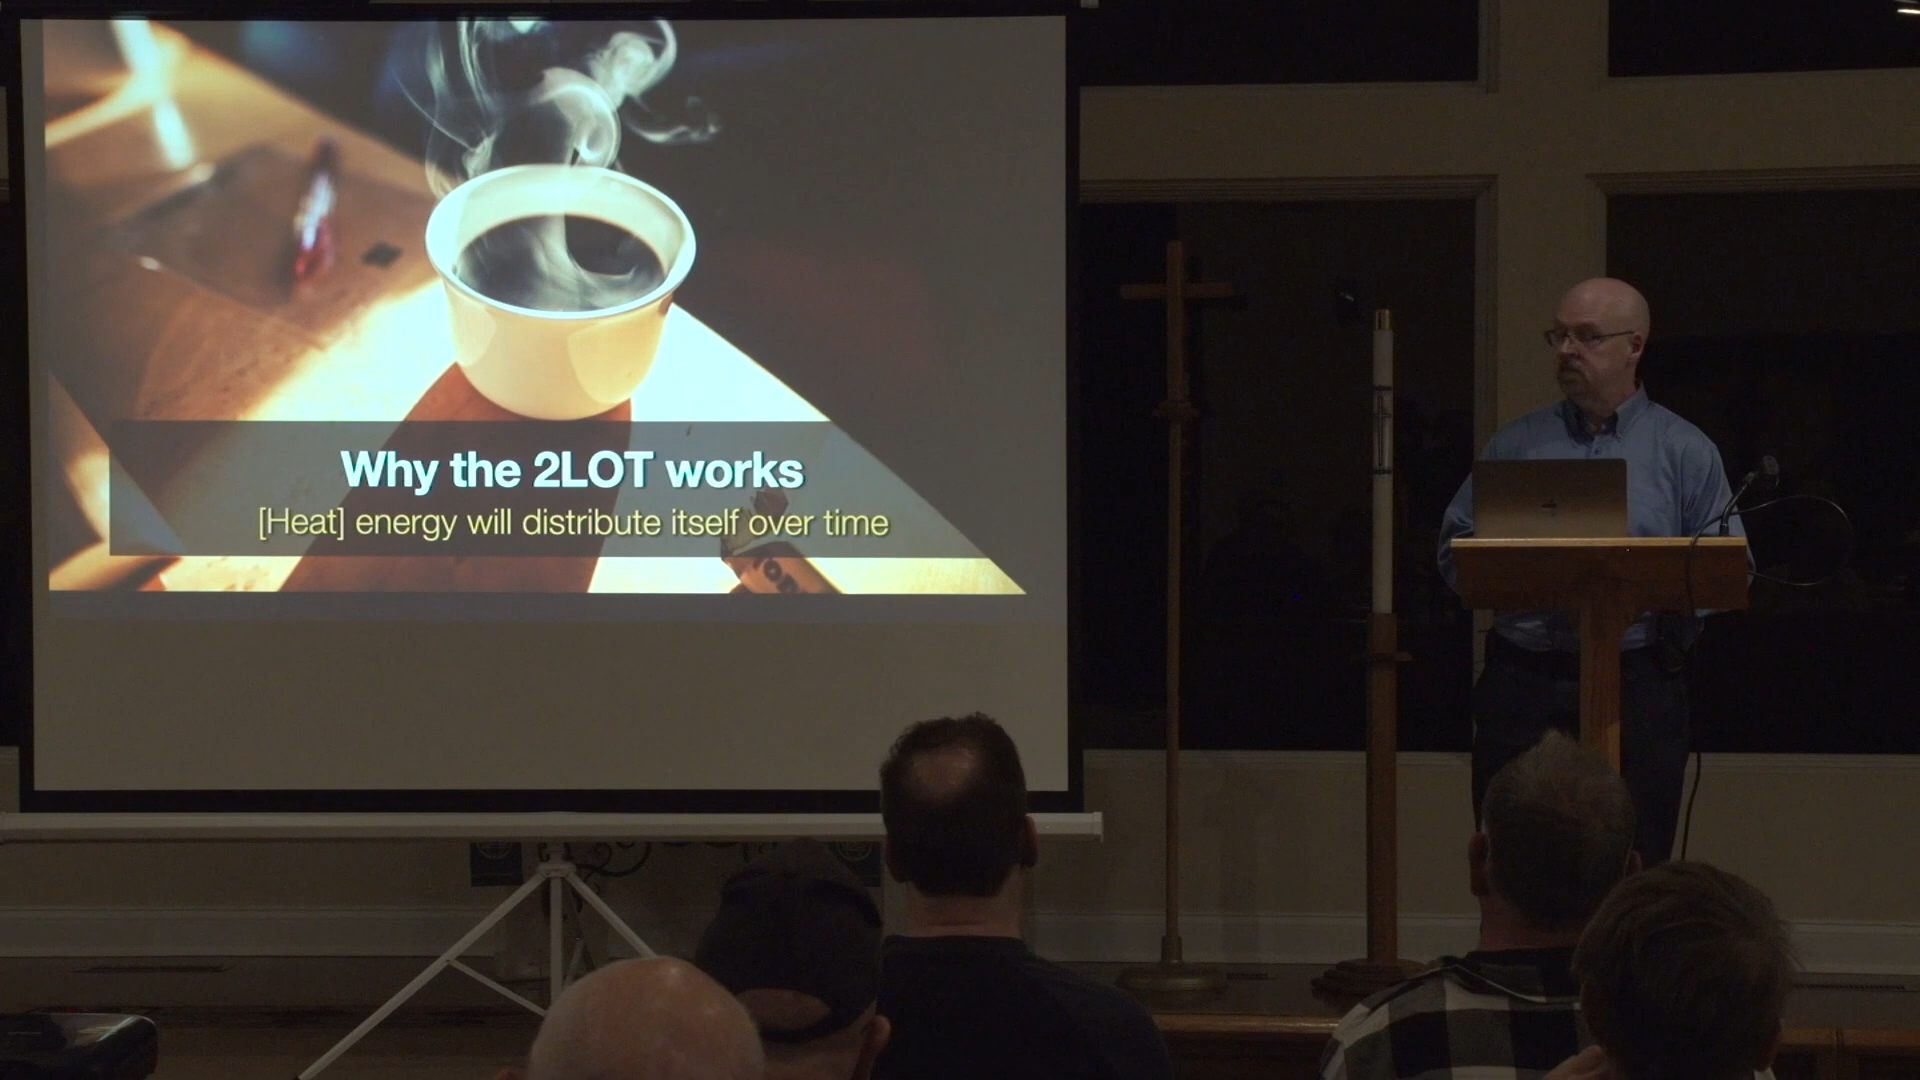 Why the 2LOT works
[Heat] energy will distribute itself over time